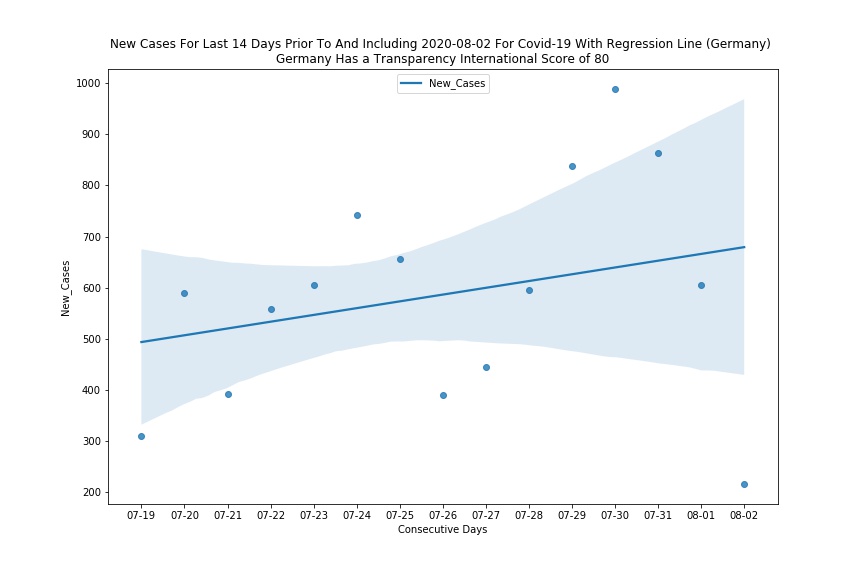 New Cases For Last 14 Days Prior To And Including 2020-08-02 For Covid-19 With Regression Line (Germany)
Germany Has a Transparency International Score of 80
New_Cases
1000
900
800
700
600
500
400
300
200
New_Cases
07-19 07-20 07-21 07-22 07-23 07-24 07-25 07-26 07-27 07-28 07-29 07-30 07-31 08-01 08-02
Consecutive Days